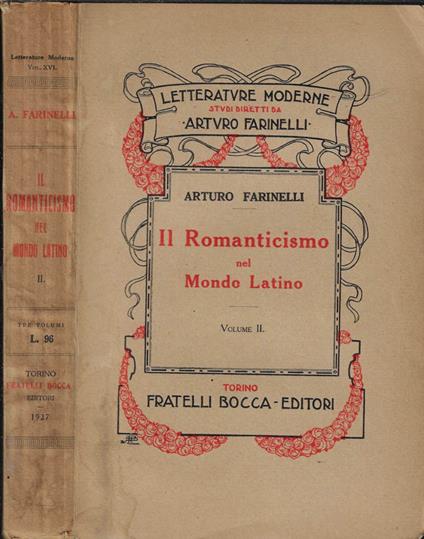 Letterature Moderne
Vol. XVI.
A. FARINELLI
IL
ROMANTICISMO
NEL
MONDO LATINO
II.
TRE VOLUMI
L. 96
TORINO
FRATELLI BOCCA
EDITORI
1927
LETTERATVRE MODERNE
STVDI DIRETTI DA
·ARTVRO FARINELLI·
ARTURO FARINELLI
Il Romanticismo
nel
Mondo Latino
VOLUME II.
TORINO
FRATELLI BOCCA-EDITORI